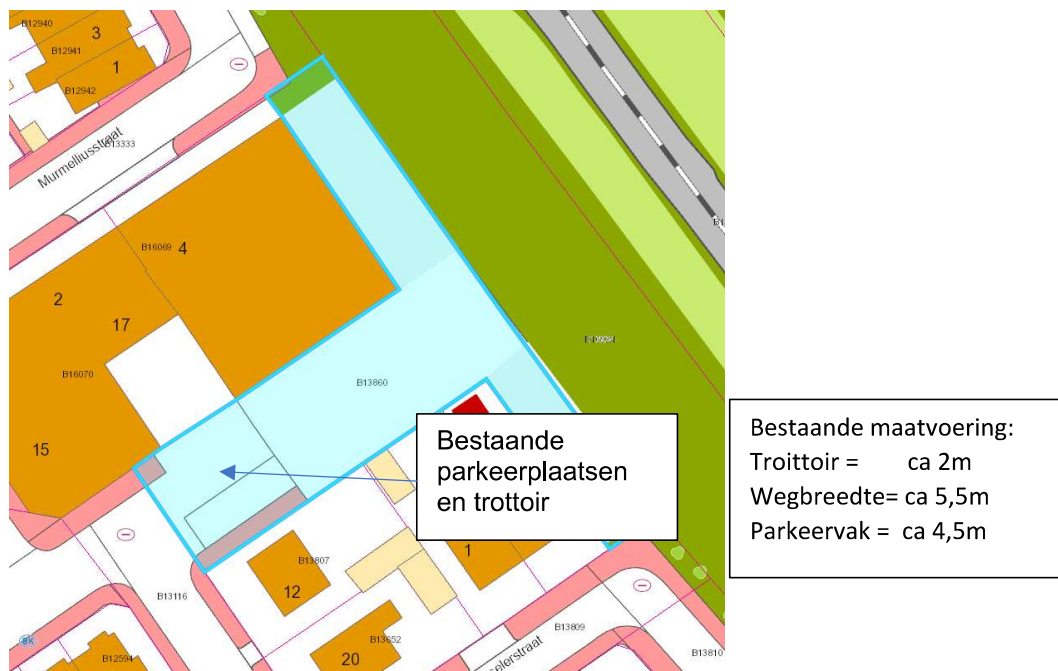 B12940
3
B12941
1
B12942
B13333
Murmelliusstraat
B16069 4
2
17
B16070
15
B13860
Bestaande
parkeerplaatsen
en trottoir
Bestaande maatvoering:
Troittoir = ca 2m
Wegbreedte= ca 5,5m
Parkeervak = ca 4,5m
1
B13807
12
B13116
B13652
20
B13809
B13810
selerstraat
B12594